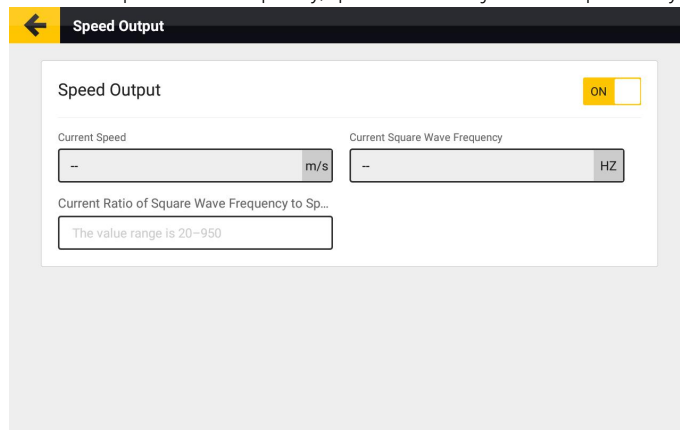 Speed Output
Speed Output
ON
Current Speed
Current Square Wave Frequency
-- m/s
-- HZ
Current Ratio of Square Wave Frequency to Sp...
The value range is 20–950